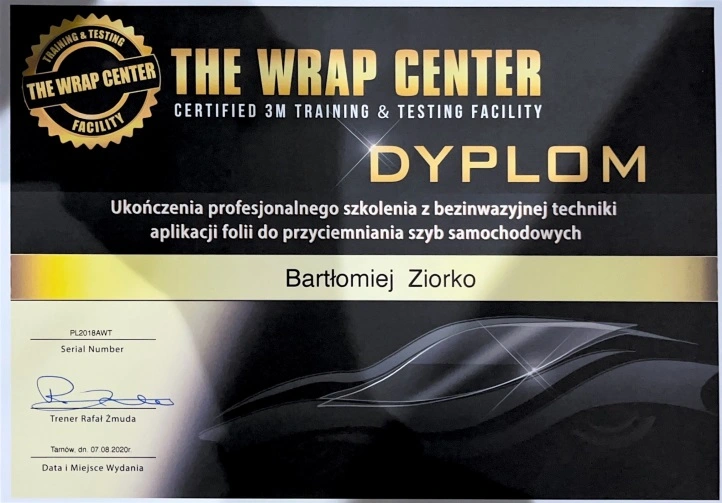 TRAINING & TESTING
THE WRAP CENTER
FACILITY
THE WRAP CENTER
CERTIFIED 3M TRAINING & TESTING FACILITY
DYPLOM
Ukończenia profesjonalnego szkolenia z bezinwazyjnej techniki
aplikacji folii do przyciemniania szyb samochodowych
Bartłomiej Ziorko
PL2018AWT
Serial Number
Trener Rafał Żmuda
Tarnów, dn. 07.08.2020r.
Data i Miejsce Wydania